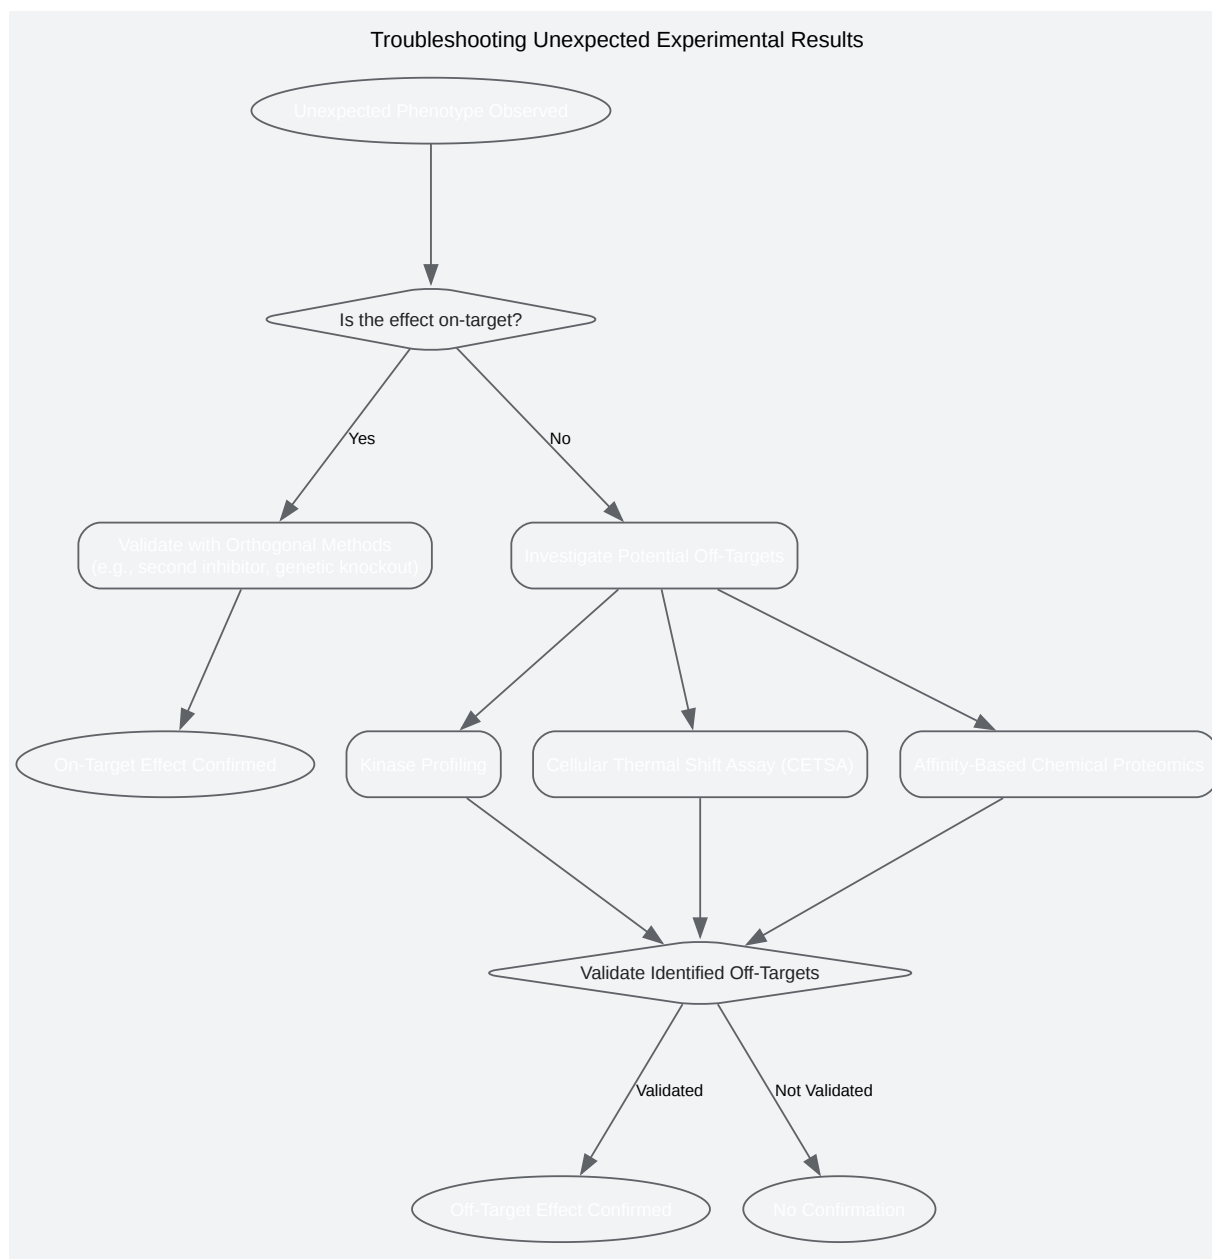 Troubleshooting Unexpected Experimental Results
Unexpected Phenotype Observed
Is the effect on-target?
Yes
No
Validate with Orthogonal Methods
(e.g., second inhibitor, genetic knockout)
Investigate Potential Off-Targets
On-Target Effect Confirmed
Kinase Profiling
Cellular Thermal Shift Assay (CETSA)
Affinity-Based Chemical Proteomics
Validate Identified Off-Targets
Validated
Not Validated
Off-Target Effect Confirmed
No Confirmation